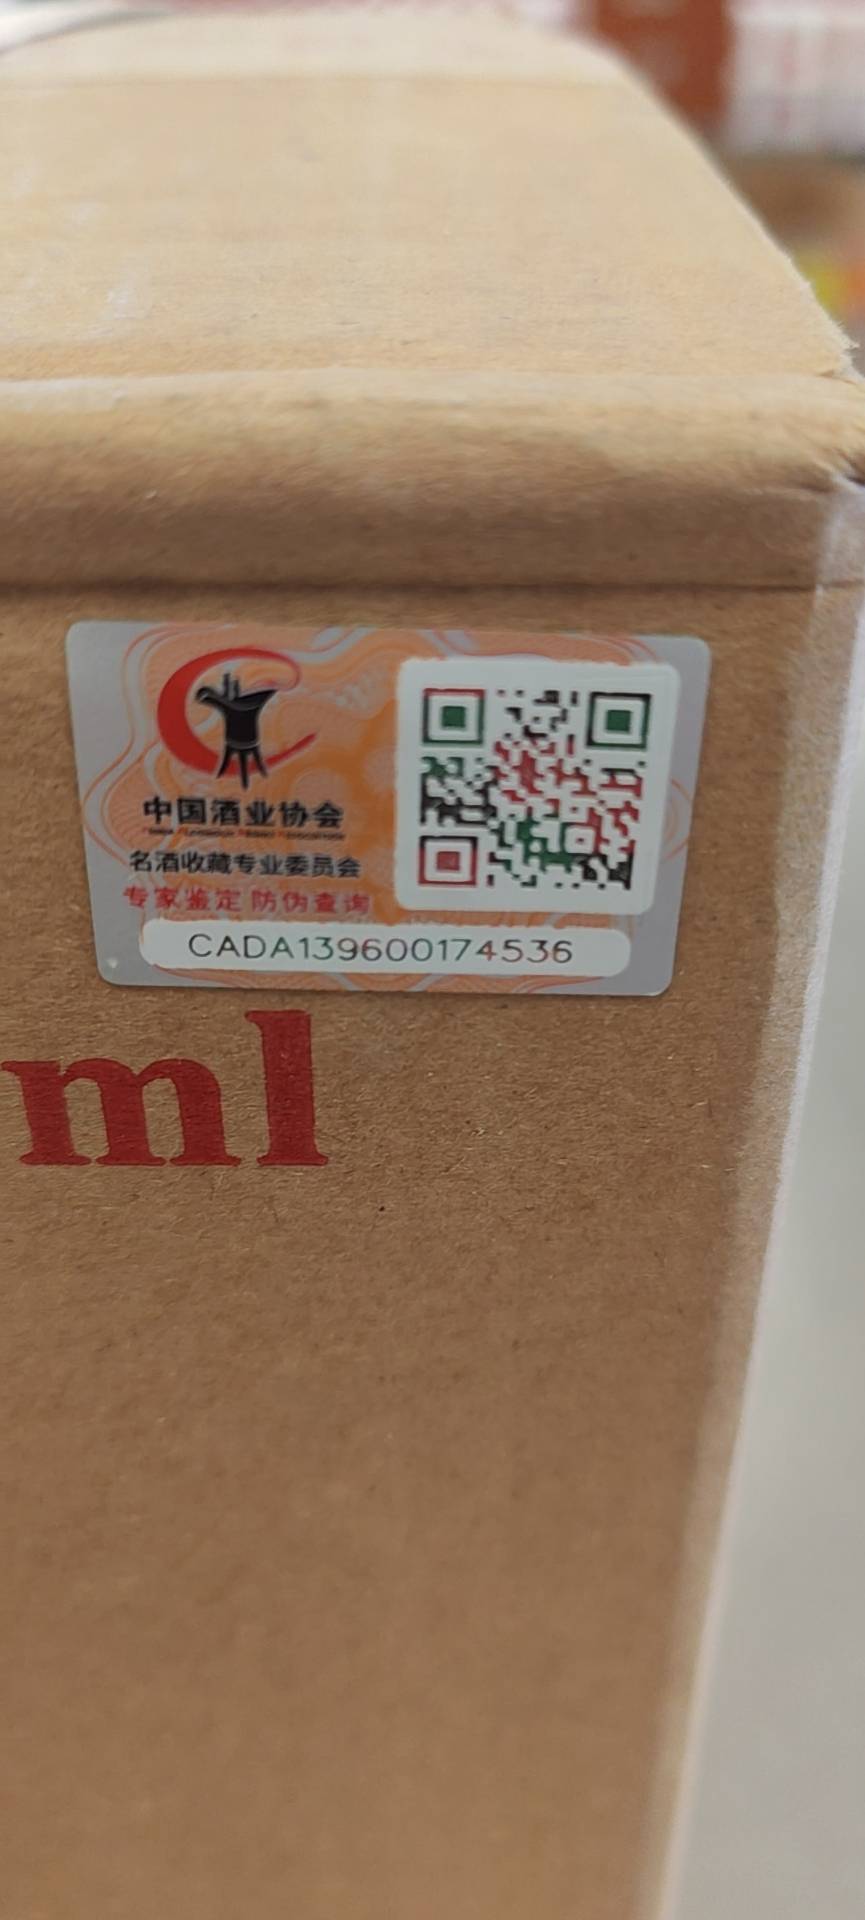 中国酒业协会
名酒收藏专业委员会
专家鉴定 防伪查询
CADA139600174536
ml